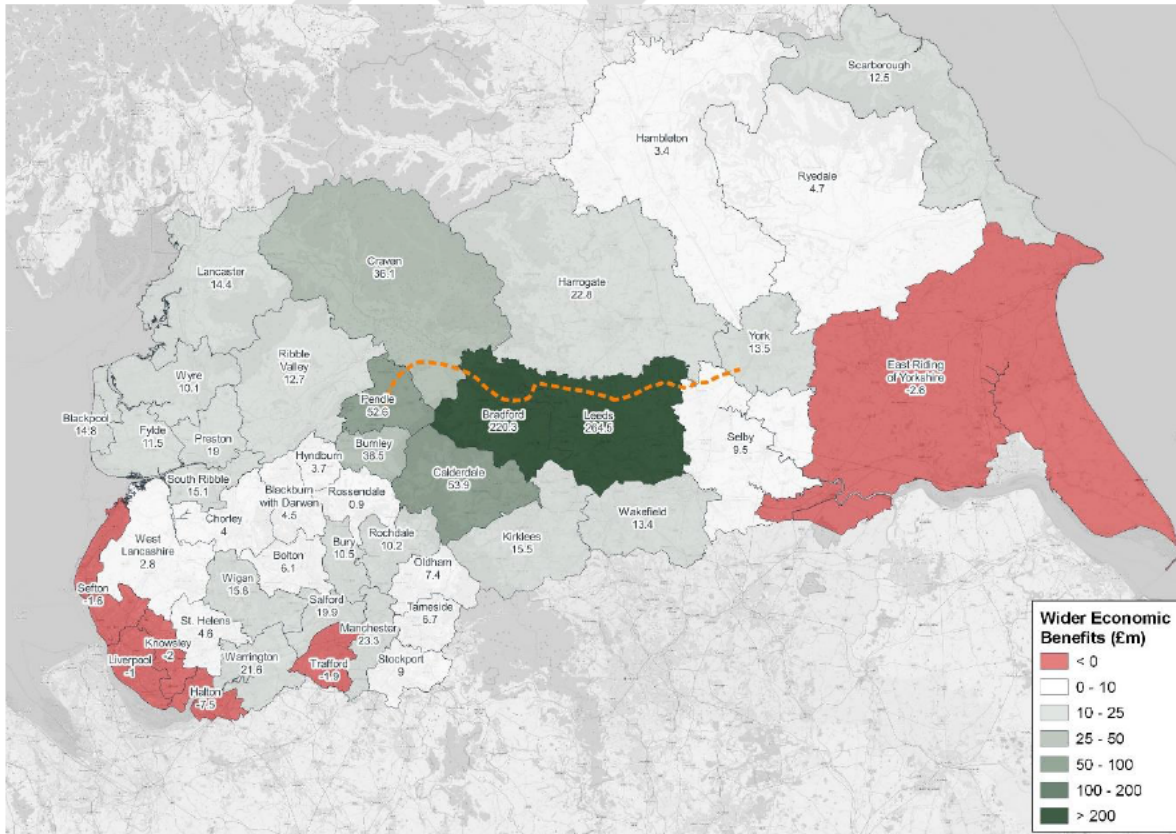 Scarborough
12.5
Hambleton
3.4
Ryedale
4.7
Craven
36.1
Lancaster
14.4
Harrogate
22.8
York
13.5
Ribble
Valley
12.7
Wyre
10.1
East Riding
of Yorkshire
-2.6
Pendle
52.6
Blackpool
14.8
Fylde
11.5
Preston
19
Bradford
220.3
Leeds
264.5
Selby
9.5
Burnley
38.5
Hyndburn
3.7
Calderdale
53.9
South Ribble
15.1
Blackburn
with Darwen
4.5
Rossendale
0.9
Chorley
4
Wakefield
13.4
Kirklees
15.5
West
Lancashire
2.8
Bury
10.5
Rochdale
10.2
Bolton
6.1
Oldham
7.4
Wigan
15.8
Sefton
-1.5
Salford
19.9
Tameside
6.7
St. Helens
4.6
Manchester
23.3
Knowsley
-2
Liverpool
-1
Warrington
21.6
Trafford
-1.9
Stockport
9
Halton
-7.5
Wider Economic
Benefits (£m)
< 0
0 - 10
10 - 25
25 - 50
50 - 100
100 - 200
> 200